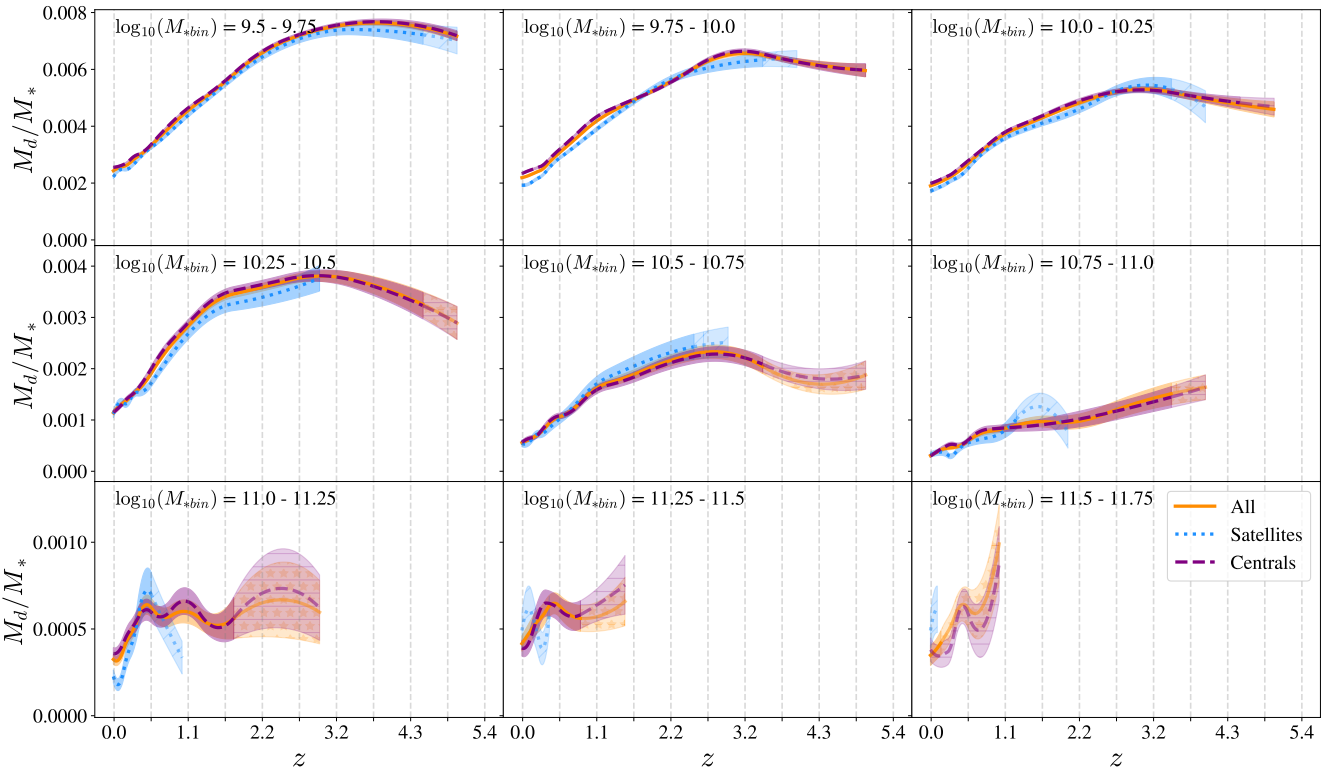 log₁₀(M*bin) = 9.5 - 9.75
log₁₀(M*bin) = 9.75 - 10.0
log₁₀(M*bin) = 10.0 - 10.25
0.008
0.006
0.004
0.002
0.000
M_d/M_*
log₁₀(M*bin) = 10.25 - 10.5
log₁₀(M*bin) = 10.5 - 10.75
log₁₀(M*bin) = 10.75 - 11.0
0.004
0.003
0.002
0.001
0.000
M_d/M_*
log₁₀(M*bin) = 11.0 - 11.25
log₁₀(M*bin) = 11.25 - 11.5
log₁₀(M*bin) = 11.5 - 11.75
All
Satellites
Centrals
0.0010
0.0005
0.0000
M_d/M_*
0.0 1.1 2.2 3.2 4.3 5.4
0.0 1.1 2.2 3.2 4.3 5.4
0.0 1.1 2.2 3.2 4.3 5.4
z
z
z